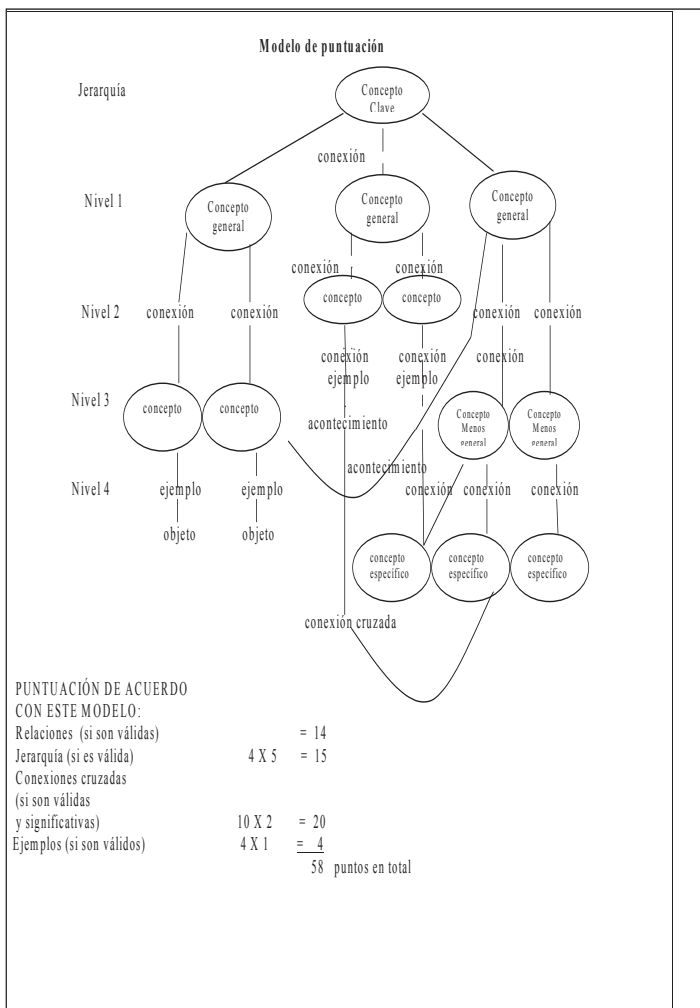 Modelo de puntuación
Jerarquía
Concepto
Clave
conexión
Nivel 1
Concepto
general
Concepto
general
Concepto
general
conexión conexión
concepto concepto
Nivel 2 conexión conexión conexión conexión
conexión conexión conexión
ejemplo ejemplo
Nivel 3 concepto concepto
Concepto
Menos
general
Concepto
Menos
general
acontecimiento
acontecimiento
Nivel 4 ejemplo ejemplo conexión conexión conexión
objeto objeto
concepto
específico
concepto
específico
concepto
específico
conexión cruzada
PUNTUACIÓN DE ACUERDO
CON ESTE MODELO:
Relaciones (si son válidas) = 14
Jerarquía (si es válida) 4 X 5 = 15
Conexiones cruzadas
(si son válidas
y significativas) 10 X 2 = 20
Ejemplos (si son válidos) 4 X 1 = 4
58 puntos en total